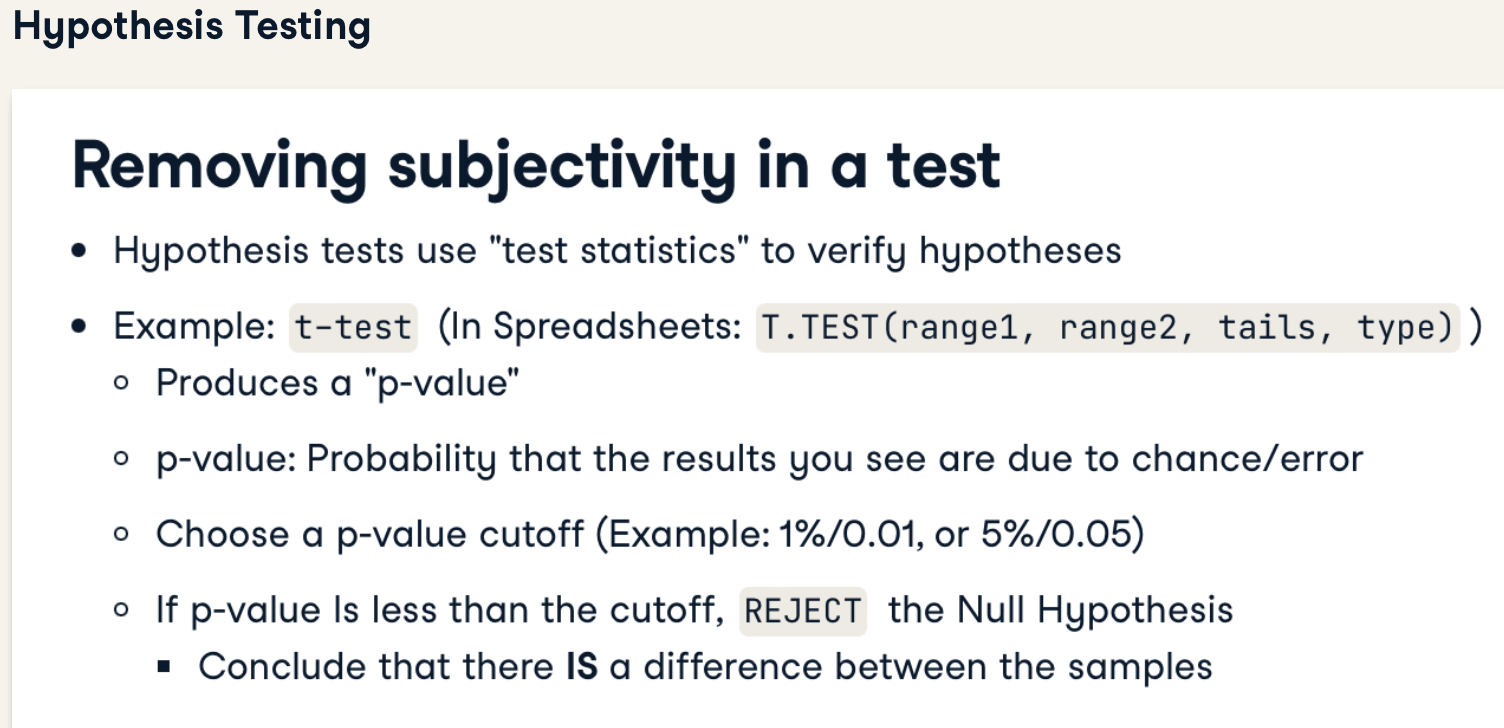 Hypothesis Testing
Removing subjectivity in a test
• Hypothesis tests use "test statistics" to verify hypotheses
• Example: t-test (In Spreadsheets: T.TEST(range1, range2, tails, type) )
○ Produces a "p-value"
○ p-value: Probability that the results you see are due to chance/error
○ Choose a p-value cutoff (Example: 1%/0.01, or 5%/0.05)
○ If p-value Is less than the cutoff, REJECT the Null Hypothesis
▪ Conclude that there IS a difference between the samples